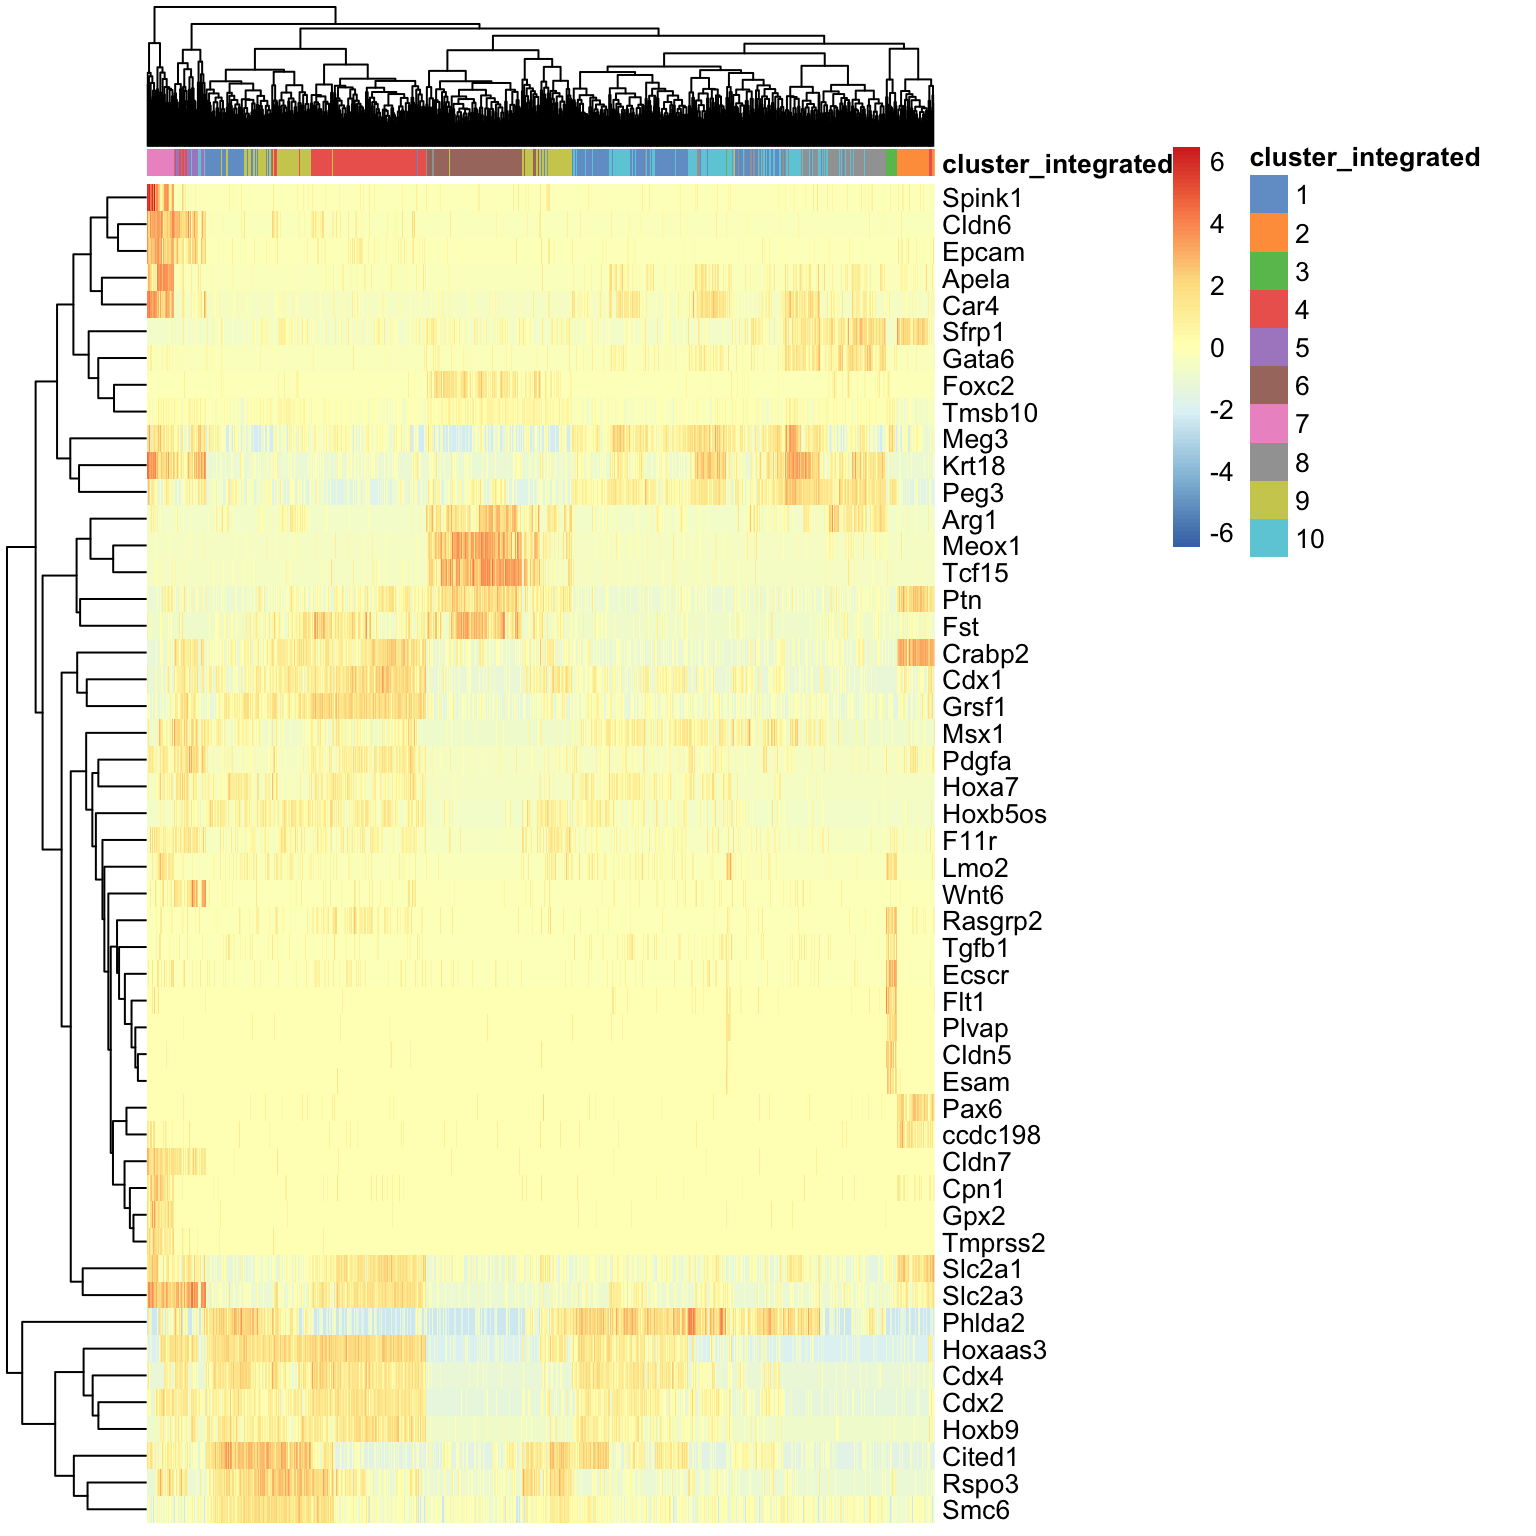 cluster_integrated
Spink1
Cldn6
Epcam
Apela
Car4
Sfrp1
Gata6
Foxc2
Tmsb10
Meg3
Krt18
Peg3
Arg1
Meox1
Tcf15
Ptn
Fst
Crabp2
Cdx1
Grsf1
Msx1
Pdgfa
Hoxa7
Hoxb5os
F11r
Lmo2
Wnt6
Rasgrp2
Tgfb1
Ecscr
Flt1
Plvap
Cldn5
Esam
Pax6
ccdc198
Cldn7
Cpn1
Gpx2
Tmprss2
Slc2a1
Slc2a3
Phlda2
Hoxaas3
Cdx4
Cdx2
Hoxb9
Cited1
Rspo3
Smc6
6
4
2
0
-2
-4
-6
cluster_integrated
1
2
3
4
5
6
7
8
9
10